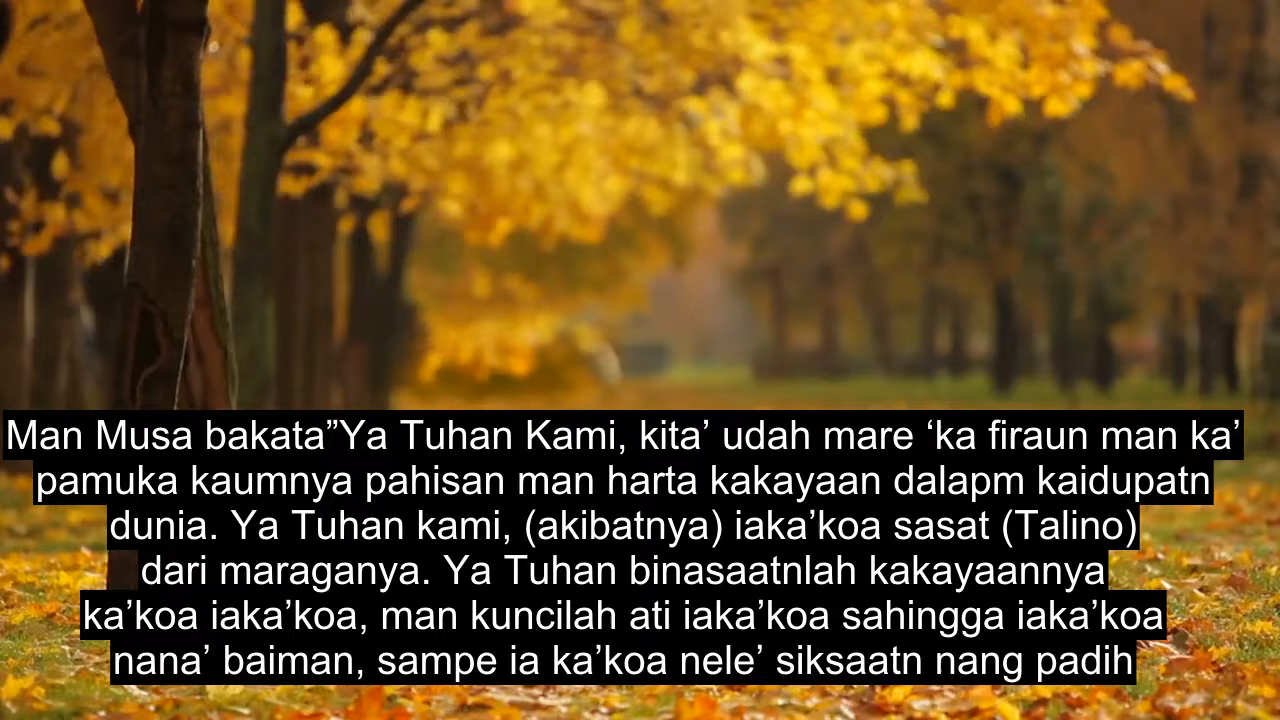 Man Musa bakata”Ya Tuhan Kami, kita’ udah mare ‘ka firaun man ka’
pamuka kaumnya pahisan man harta kakayaan dalapm kaidupatn
dunia. Ya Tuhan kami, (akibatnya) iaka’koa sasat (Talino)
dari maraganya. Ya Tuhan binasaatnlah kakayaannya
ka’koa iaka’koa, man kuncilah ati iaka’koa sahingga iaka’koa
nana’ baiman, sampe ia ka’koa nele’ siksaatn nang padih